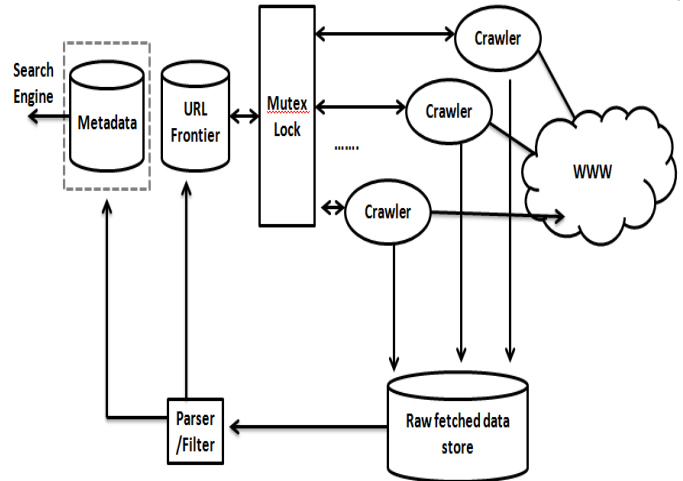 Search
Engine
Metadata
URL
Frontier
Mutex
Lock
Crawler
Crawler
.......
Crawler
WWW
Parser
/Filter
Raw fetched data
store